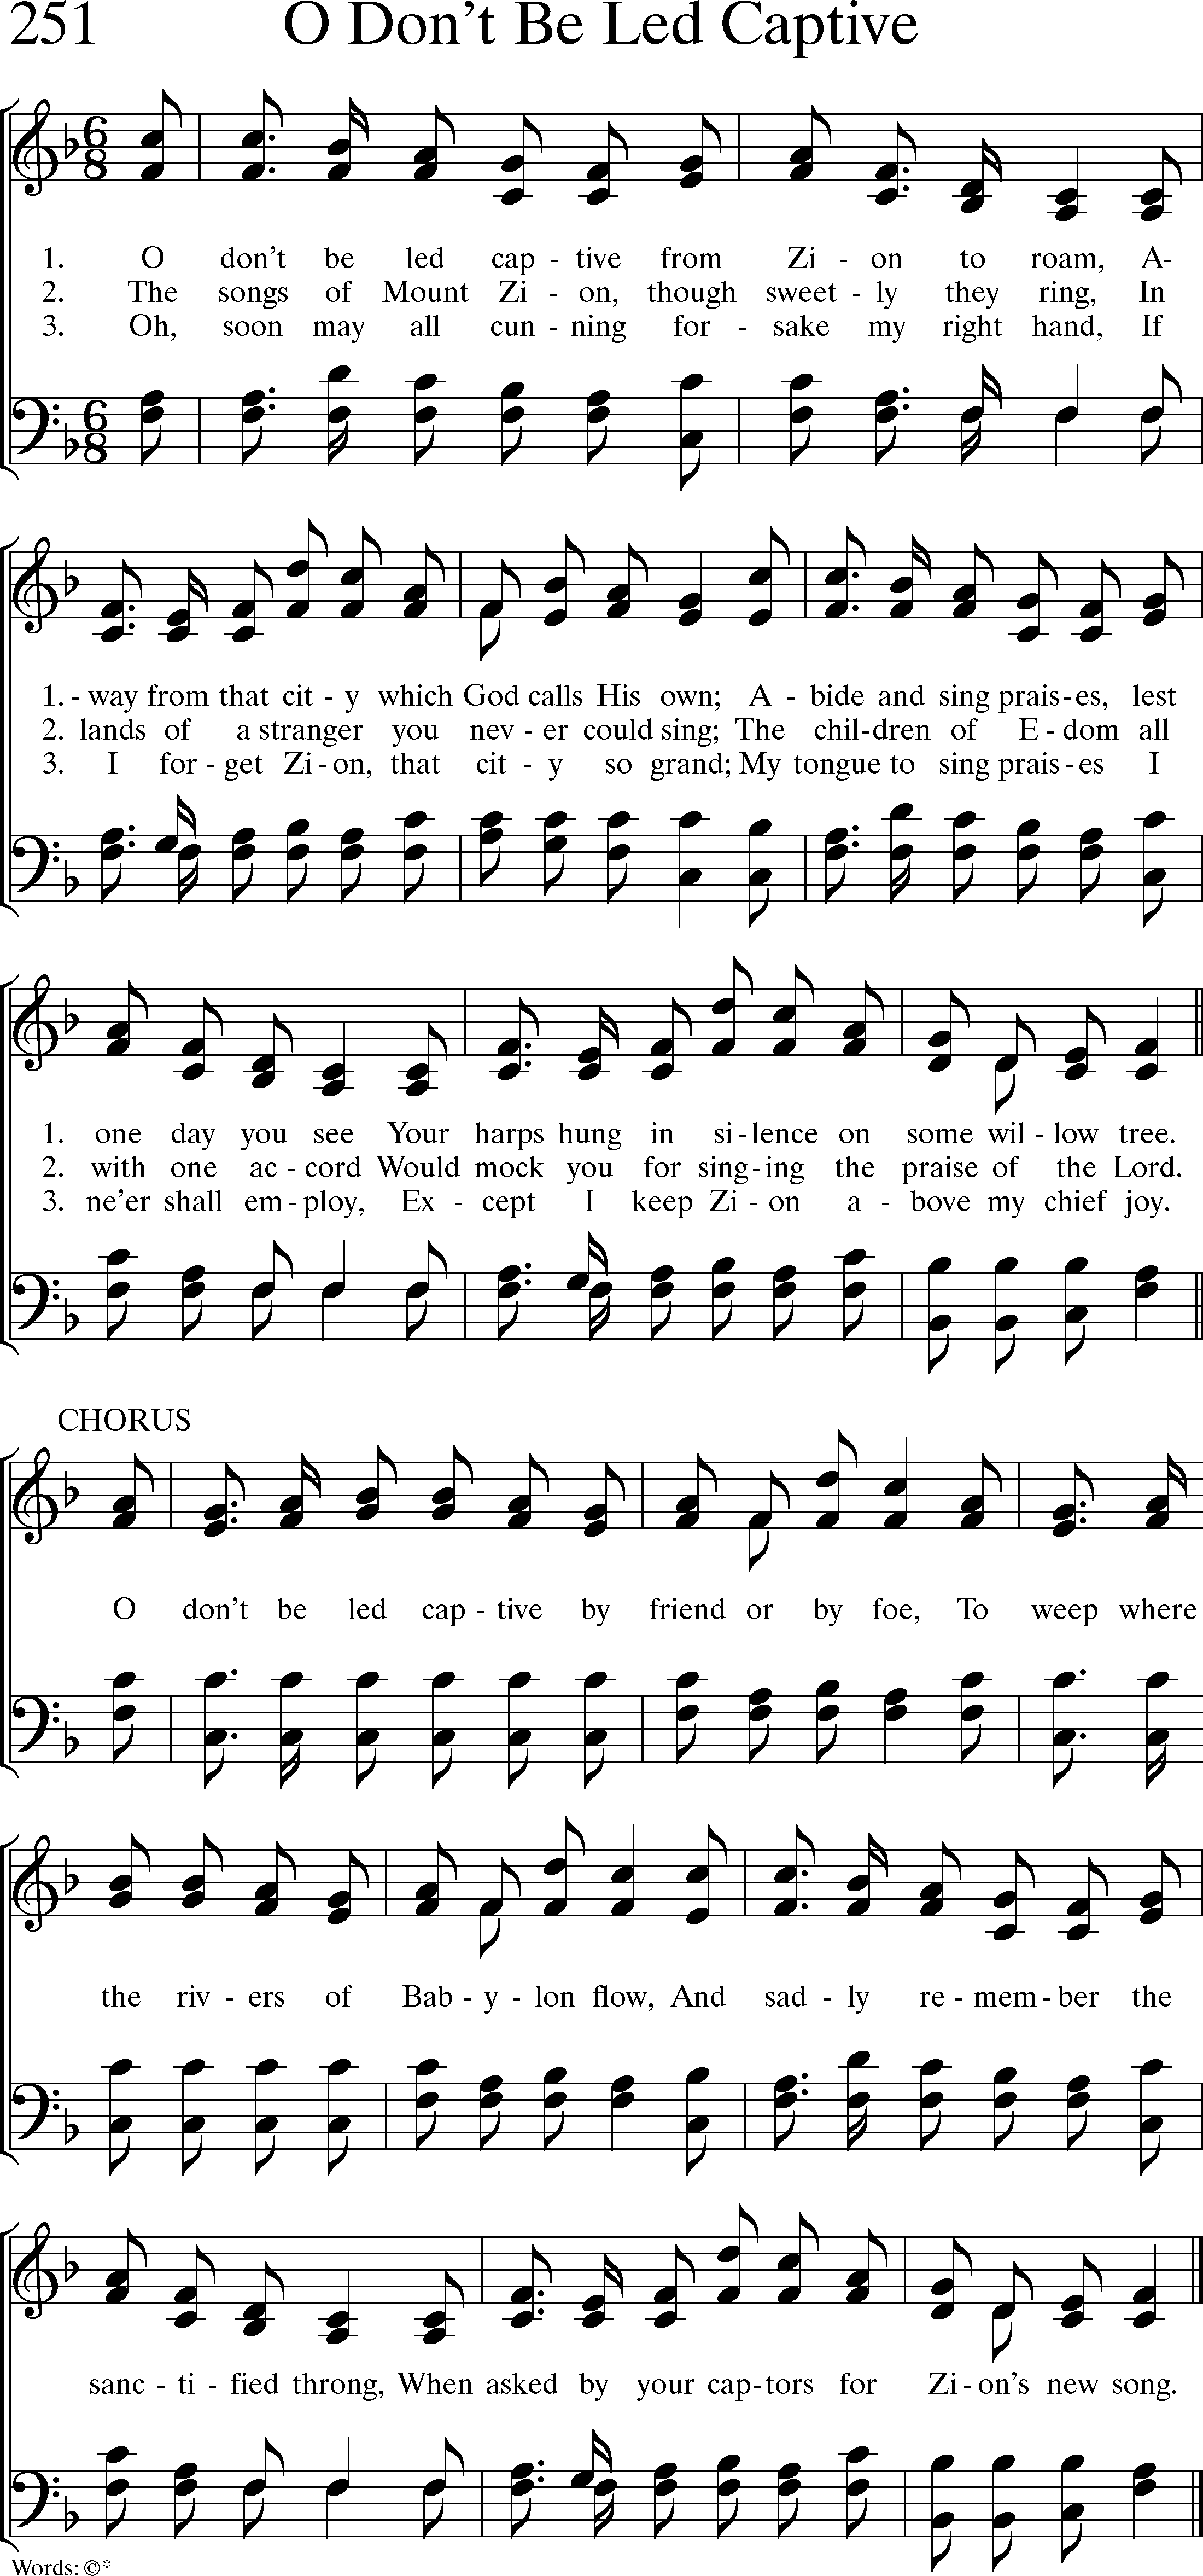 251 O Don't Be Led Captive
1. O don't be led cap - tive from Zi - on to roam, A-
2. The songs of Mount Zi - on, though sweet - ly they ring, In
3. Oh, soon may all cun - ning for - sake my right hand, If
1. - way from that cit - y which God calls His own; A - bide and sing prais - es, lest
2. lands of a stranger you nev - er could sing; The chil - dren of E - dom all
3. I for - get Zi - on, that cit - y so grand; My tongue to sing prais - es I
1. one day you see Your harps hung in si - lence on some wil - low tree.
2. with one ac - cord Would mock you for sing - ing the praise of the Lord.
3. ne'er shall em - ploy, Ex - cept I keep Zi - on a - bove my chief joy.
CHORUS
O don't be led cap - tive by friend or by foe, To weep where
the riv - ers of Bab - y - lon flow, And sad - ly re - mem - ber the
sanc - ti - fied throng, When asked by your cap - tors for Zi - on's new song.
Words: ©*